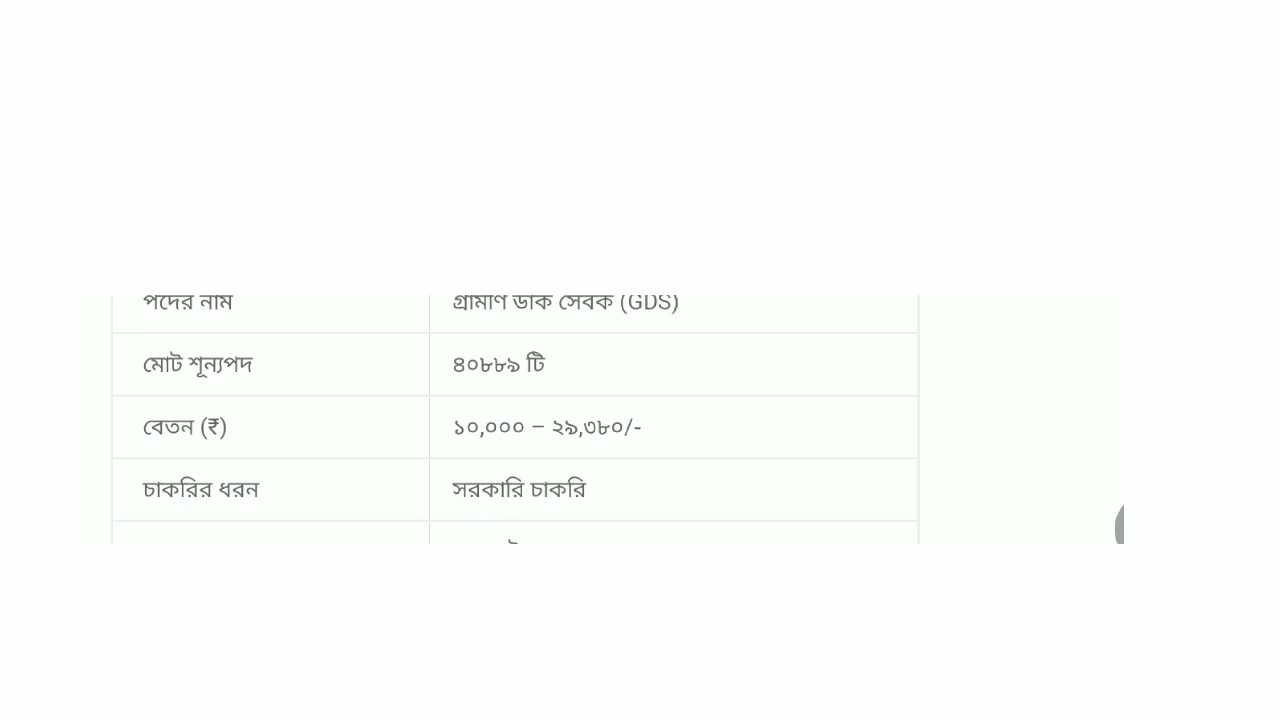 পদের নাম গ্রামীণ ডাক সেবক (GDS)
মোট শূন্যপদ ৪০৮৮৯ টি
বেতন (₹) ১০,০০০ – ২৯,৩৮০/-
চাকরির ধরন সরকারি চাকরি